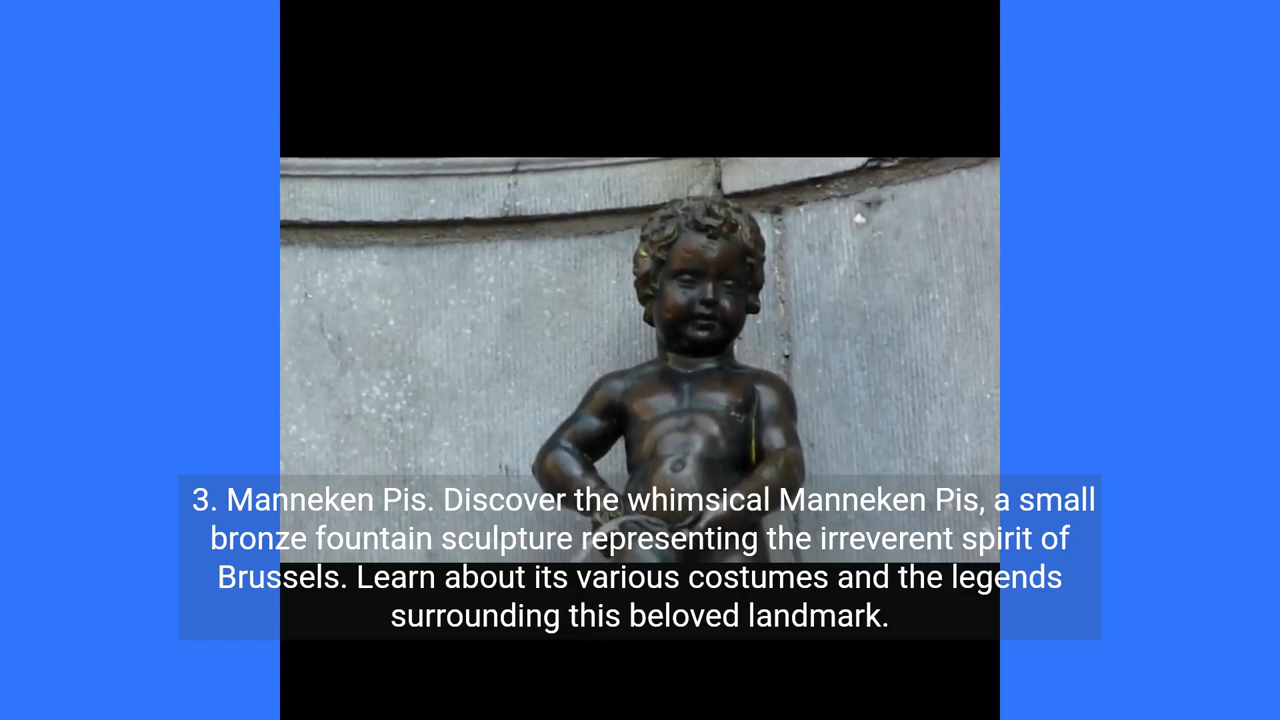 3. Manneken Pis. Discover the whimsical Manneken Pis, a small
bronze fountain sculpture representing the irreverent spirit of
Brussels. Learn about its various costumes and the legends
surrounding this beloved landmark.